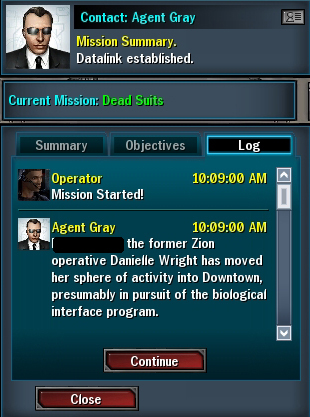 Contact: Agent Gray
Mission Summary.
Datalink established.
Current Mission: Dead Suits
Summary
Objectives
Log
Operator 10:09:00 AM
Mission Started!
Agent Gray 10:09:00 AM
the former Zion
operative Danielle Wright has moved
her sphere of activity into Downtown,
presumably in pursuit of the biological
interface program.
Continue
Close